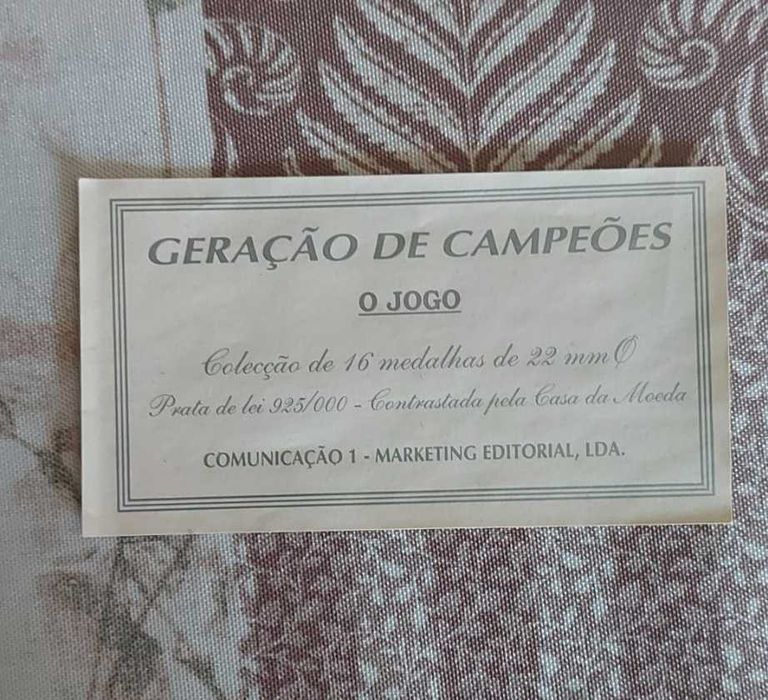 GERAÇÃO DE CAMPEÕES
O JOGO
Colecção de 16 medalhas de 22 mm Ø
Prata de lei 925/000 - Contrastada pela Casa da Moeda
COMUNICAÇÃO 1 - MARKETING EDITORIAL, LDA.